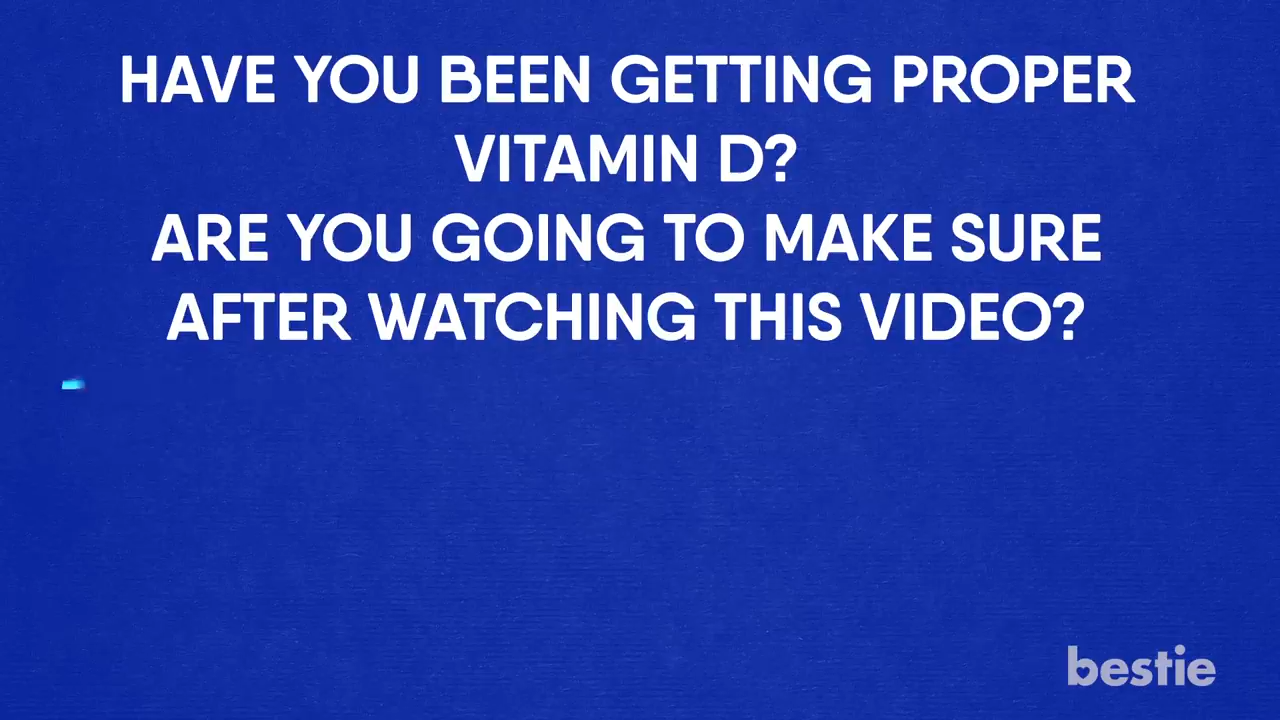 HAVE YOU BEEN GETTING PROPER
VITAMIN D?
ARE YOU GOING TO MAKE SURE
AFTER WATCHING THIS VIDEO?
bestie